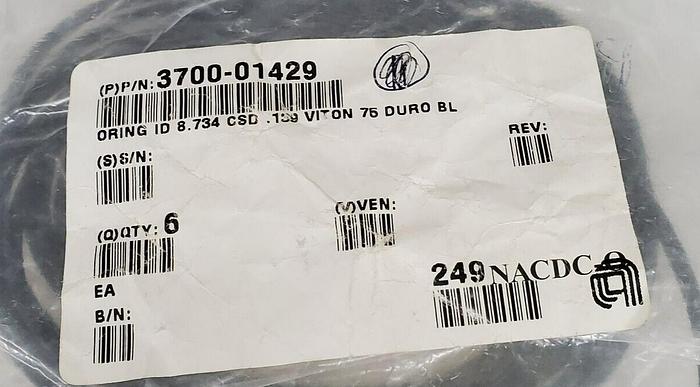 (P)P/N: 3700-01429
ORING ID 8.734 CSD .139 VITON 75 DURO BL
(S)S/N:
REV:
(Q)QTY: 6
(V)VEN:
EA
249 NACDC
B/N: